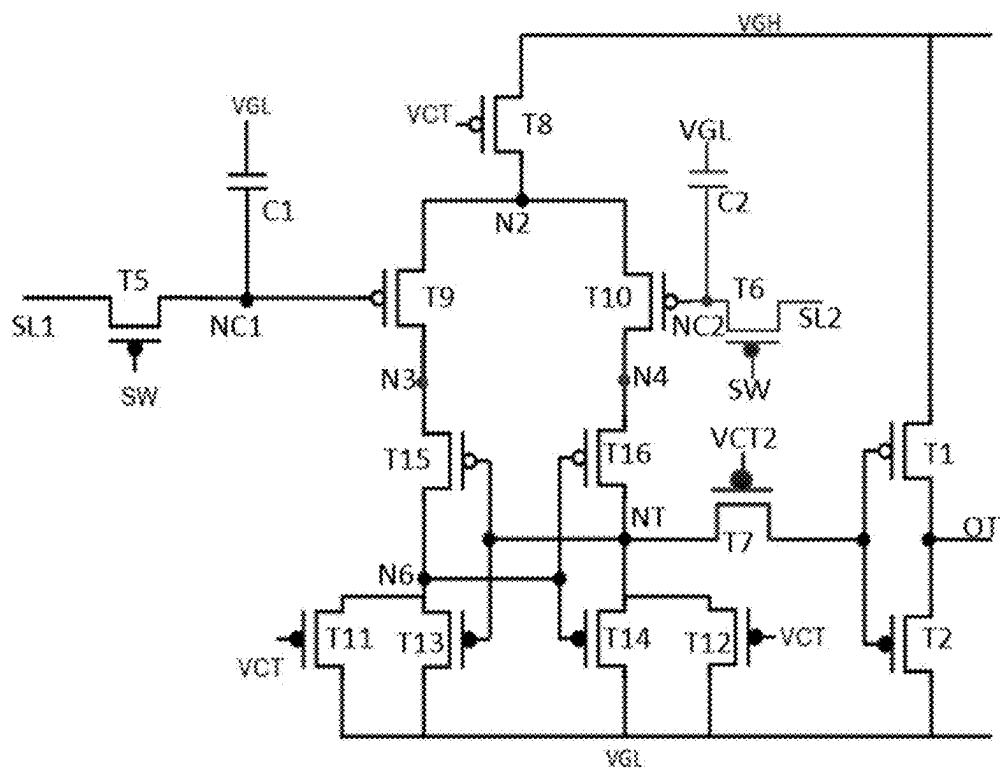 VGH
VGL
VCT
T8
VGL
C1
C2
N2
T5
T9
T10
T6
SL1
NC1
NC2
SL2
SW
N3
N4
SW
T15
T16
VCT2
T1
NT
T7
OT
N6
T11
T13
T14
T12
T2
VCT
VCT
VGL